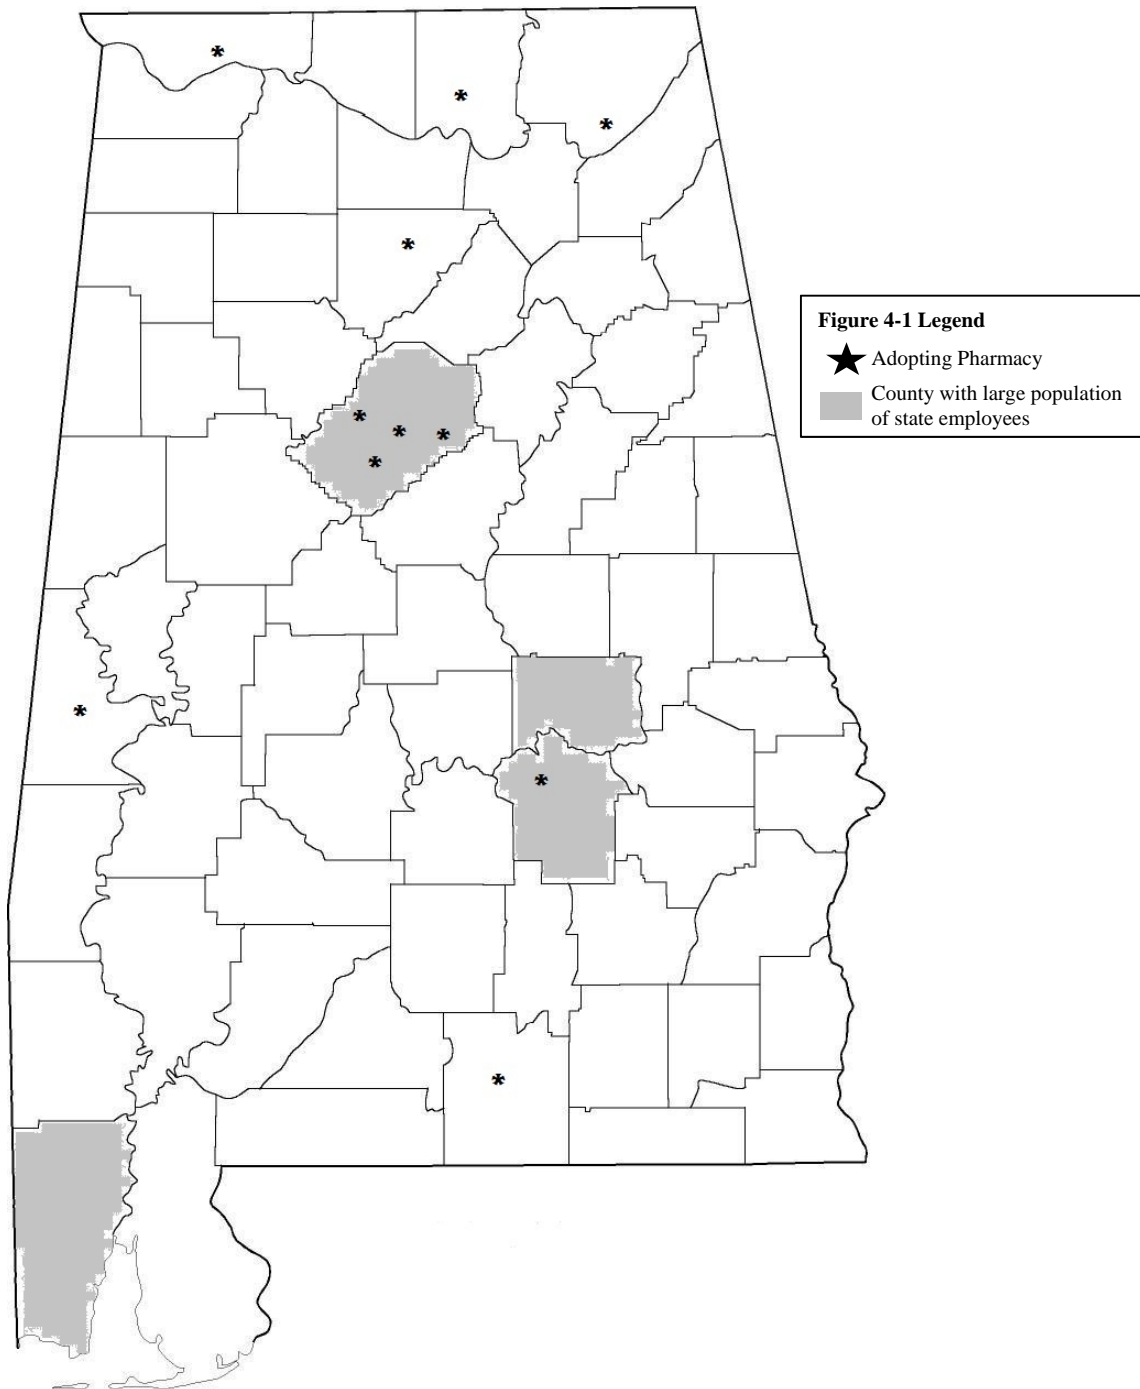 Figure 4-1 Legend
Adopting Pharmacy
County with large population
of state employees